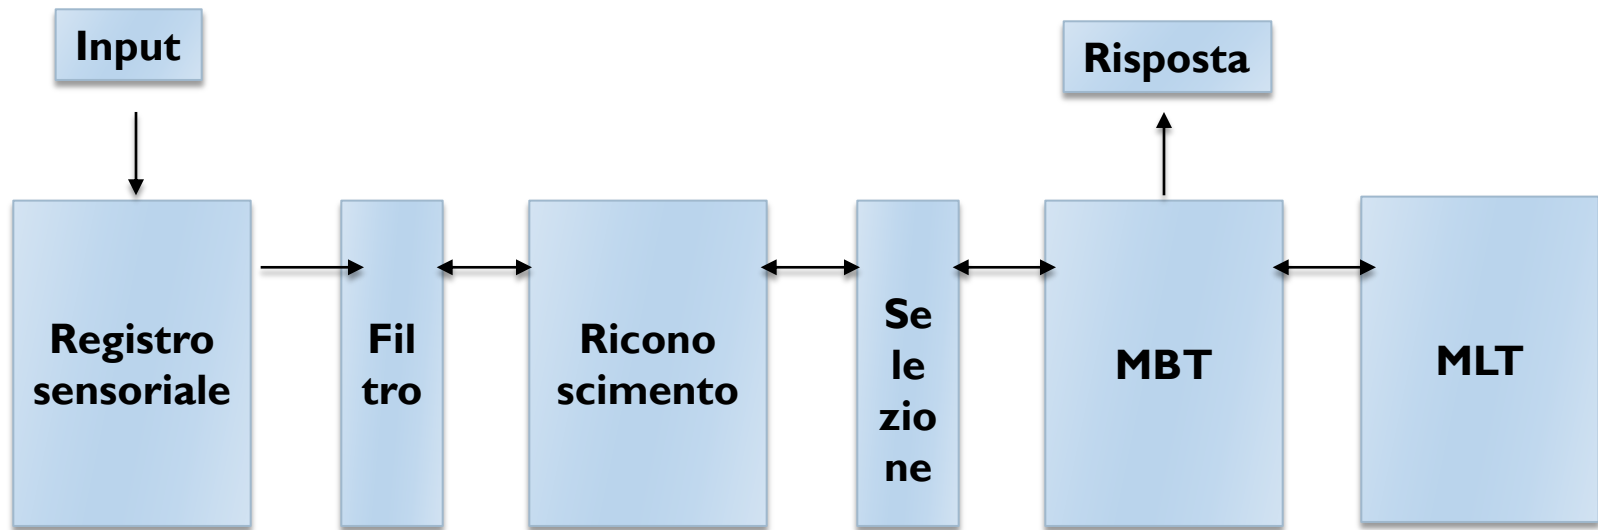 Input
Risposta
Registro
sensoriale
Fil
tro
Ricono
scimento
Se
le
zio
ne
MBT
MLT